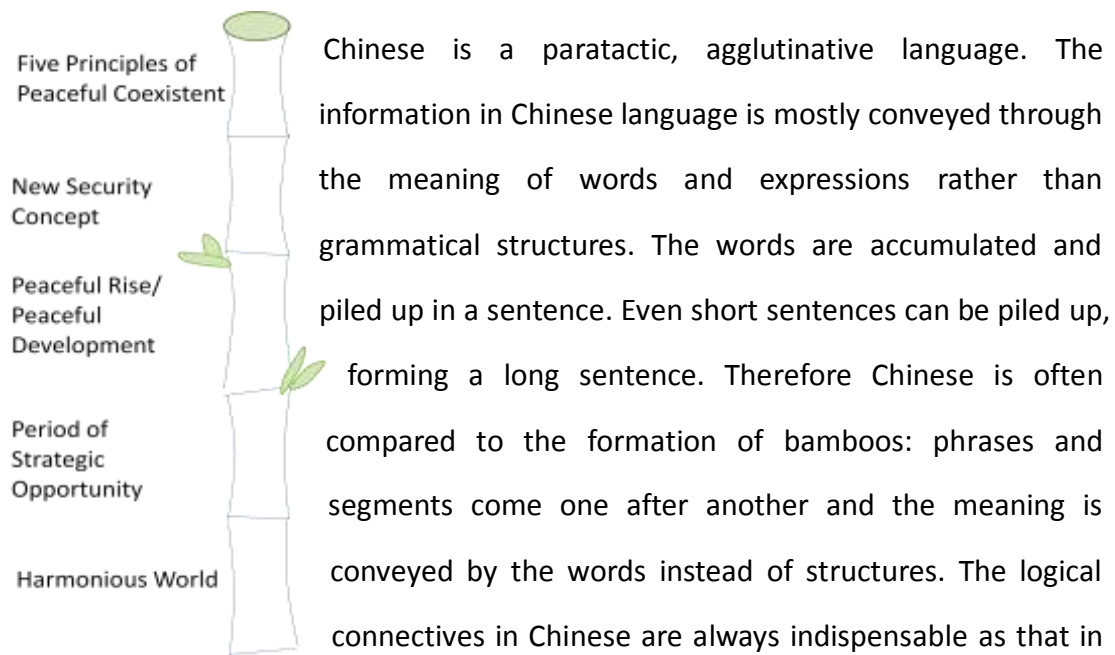 Five Principles of
Peaceful Coexistent
New Security
Concept
Peaceful Rise/
Peaceful
Development
Period of
Strategic
Opportunity
Harmonious World
Chinese is a paratactic, agglutinative language. The
information in Chinese language is mostly conveyed through
the meaning of words and expressions rather than
grammatical structures. The words are accumulated and
piled up in a sentence. Even short sentences can be piled up,
forming a long sentence. Therefore Chinese is often
compared to the formation of bamboos: phrases and
segments come one after another and the meaning is
conveyed by the words instead of structures. The logical
connectives in Chinese are always indispensable as that in